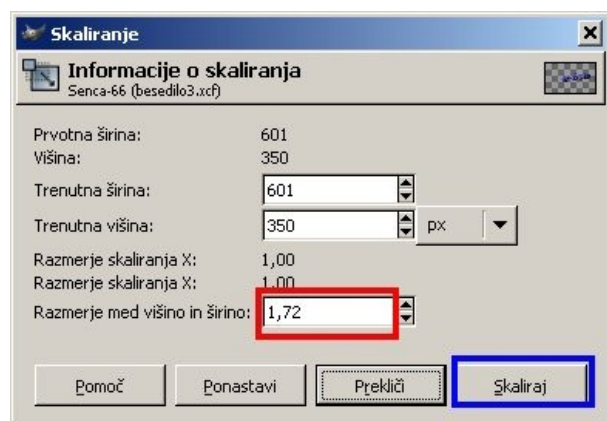 Skaliranje
Informacije o skaliranja
Senca-66 (besedilo3.xcf)
Prvotna širina: 601
Višina: 350
Trenutna širina: 601
Trenutna višina: 350 px
Razmerje skaliranja X: 1,00
Razmerje skaliranja X: 1,00
Razmerje med višino in širino: 1,72
Pomoč Ponastavi Prekliči Skaliraj